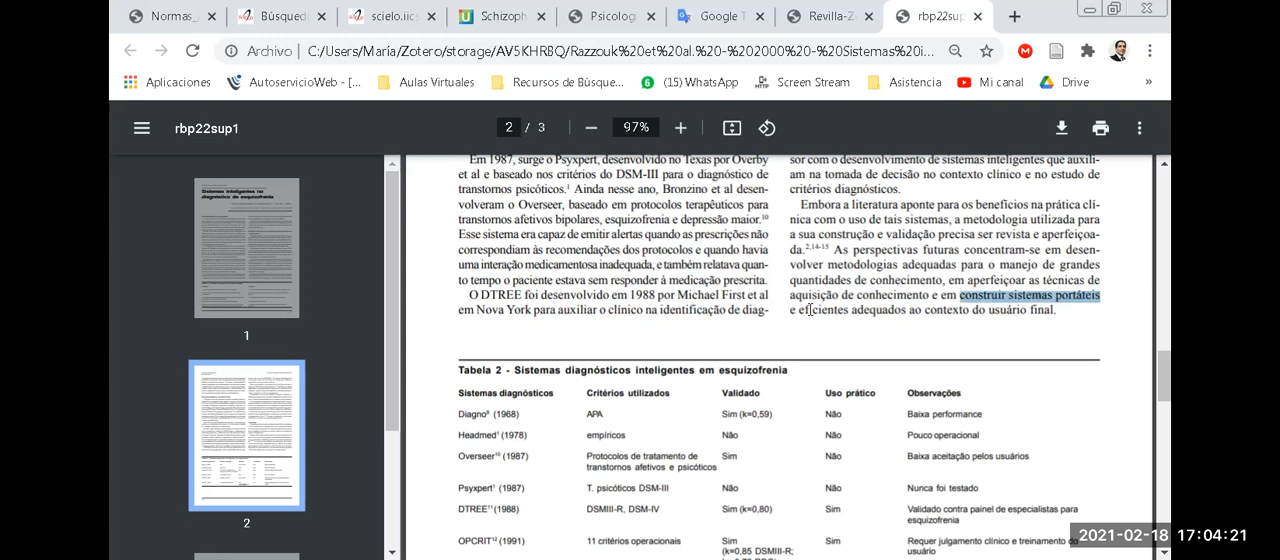 Normas_
Búsqued
scielo.iics
Schizoph
Psicolog
Google T
Revilla-Z
rbp22sup
Archivo
C:/Users/María/Zotero/storage/AV5KHRBQ/Razzouk%20et%20al.%20-%202000%20-%20Sistemas%20i...
Aplicaciones
AutoservicioWeb - [...
Aulas Virtuales
Recursos de Búsque...
(15) WhatsApp
Screen Stream
Asistencia
Mi canal
Drive
»
rbp22sup1
2 / 3
97%
1
2
Em 1987, surge o Psyxpert, desenvolvido no Texas por Overby
et al e baseado nos critérios do DSM-III para o diagnóstico de
transtornos psicóticos.1 Ainda nesse ano, Bronzino et al desen-
volveram o Overseer, baseado em protocolos terapêuticos para
transtornos afetivos bipolares, esquizofrenia e depressão maior.10
Esse sistema era capaz de emitir alertas quando as prescrições não
correspondiam às recomendações dos protocolos e quando havia
uma interação medicamentosa inadequada, e também relatava quan-
to tempo o paciente estava sem responder à medicação prescrita.
O DTREE foi desenvolvido em 1988 por Michael First et al
em Nova York para auxiliar o clínico na identificação de diag-
sor com o desenvolvimento de sistemas inteligentes que auxili-
am na tomada de decisão no contexto clínico e no estudo de
critérios diagnósticos.
Embora a literatura aponte para os benefícios na prática clí-
nica com o uso de tais sistemas, a metodologia utilizada para
a sua construção e validação precisa ser revista e aperfeiçoa-
da.2,14-15 As perspectivas futuras concentram-se em desen-
volver metodologias adequadas para o manejo de grandes
quantidades de conhecimento, em aperfeiçoar as técnicas de
aquisição de conhecimento e em construir sistemas portáteis
e eficientes adequados ao contexto do usuário final.
Tabela 2 - Sistemas diagnósticos inteligentes em esquizofrenia
Sistemas diagnósticos Critérios utilizados Validado Uso prático Observações
Diagno6 (1968) APA Sim (k=0,59) Não Baixa performance
Headmed1 (1978) empíricos Não Não Pouco operacional
Overseer10 (1987) Protocolos de tratamento de Sim Não Baixa aceitação pelos usuários
transtornos afetivos e psicóticos
Psyxpert1 (1987) T. psicóticos DSM-III Não Não Nunca foi testado
DTREE11 (1988) DSMIII-R, DSM-IV Sim (k=0,80) Sim Validado contra painel de especialistas para
esquizofrenia
OPCRIT12 (1991) 11 critérios operacionais Sim Sim Requer julgamento clínico e treinamento do
(k=0,85 DSMIII-R; usuário
2021-02-18 17:04:21